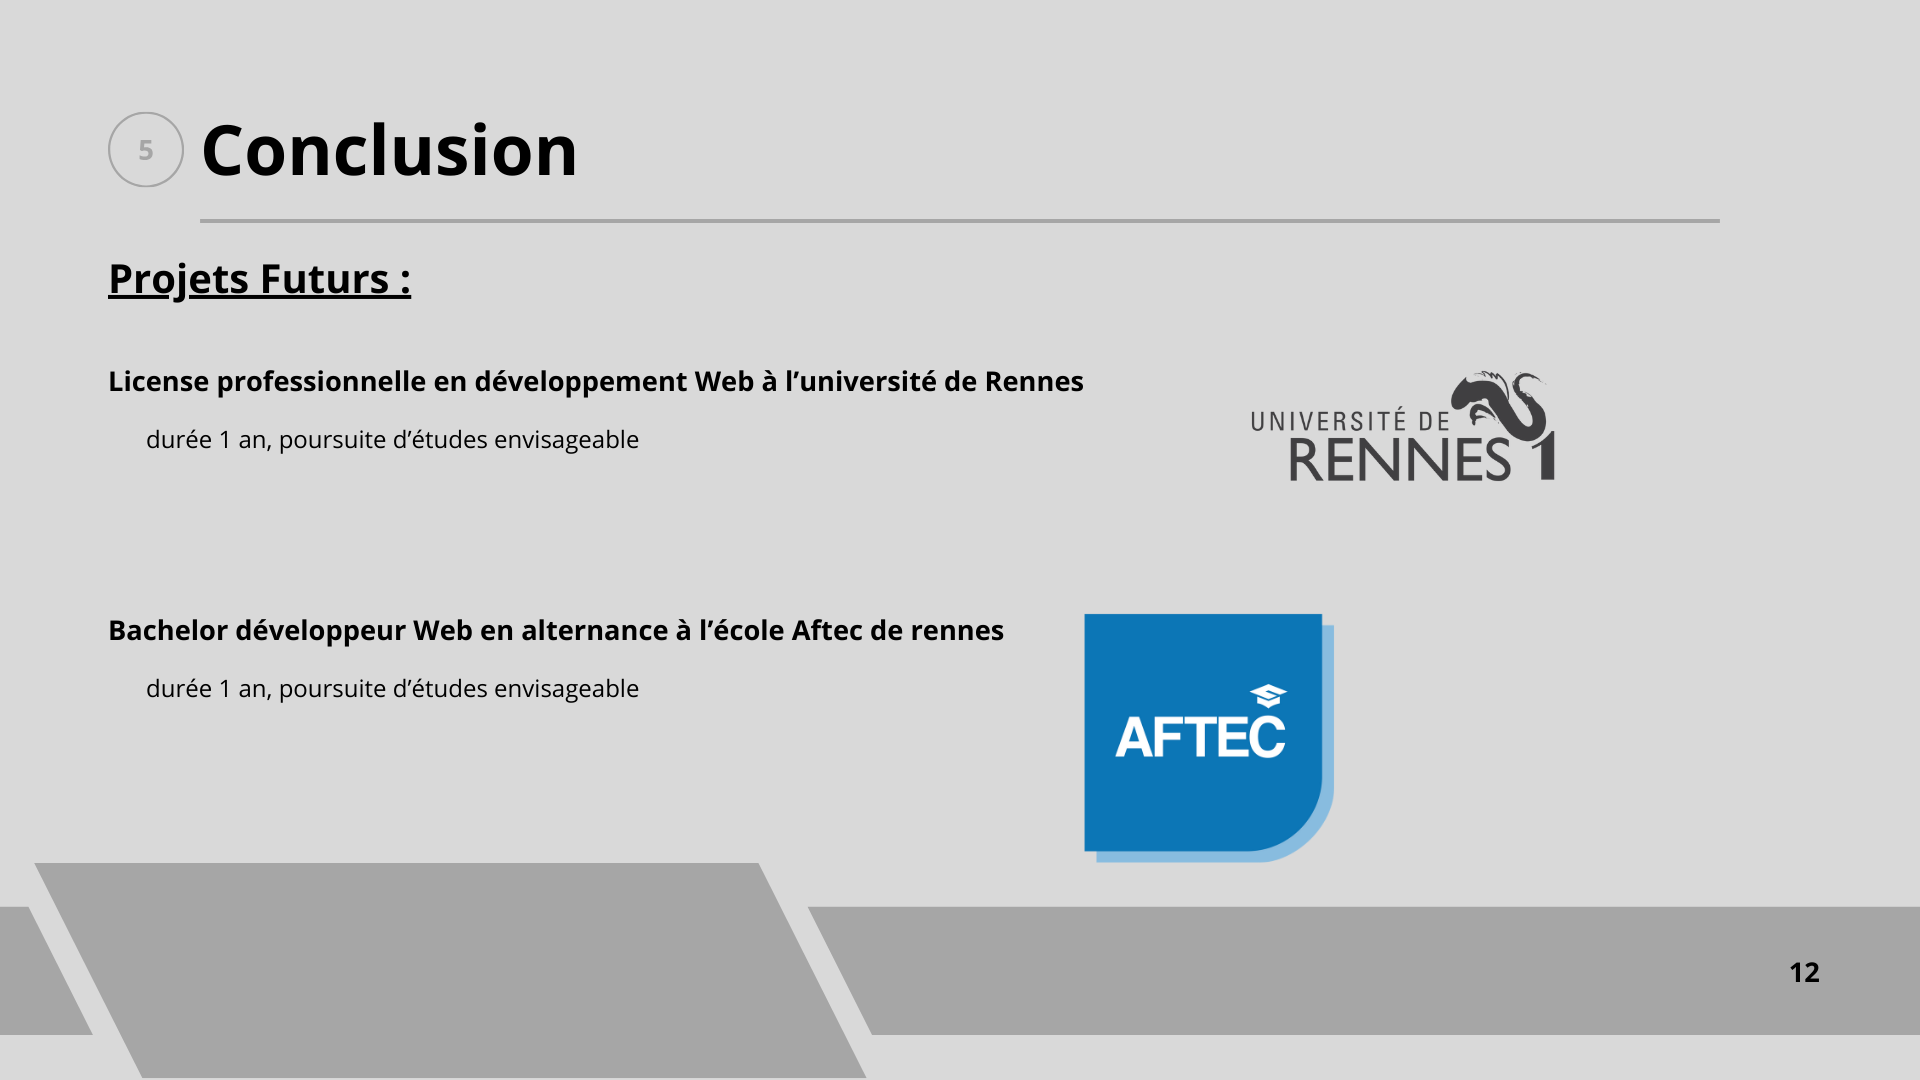 5
Conclusion
Projets Futurs :
License professionnelle en développement Web à l’université de Rennes
durée 1 an, poursuite d’études envisageable
UNIVERSITÉ DE
RENNES 1
Bachelor développeur Web en alternance à l’école Aftec de rennes
durée 1 an, poursuite d’études envisageable
AFTEC
12